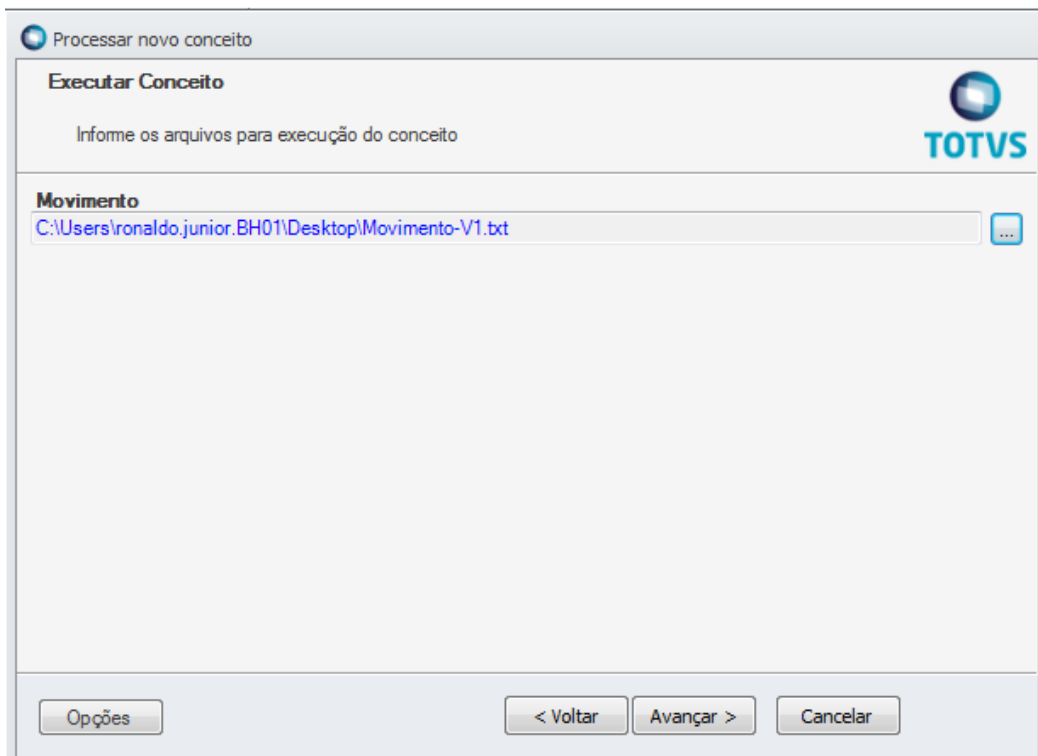 Processar novo conceito
Executar Conceito
Informe os arquivos para execução do conceito
TOTVS
Movimento
C:\Users\ronaldo.junior.BH01\Desktop\Movimento-V1.txt
...
Opções
< Voltar
Avançar >
Cancelar